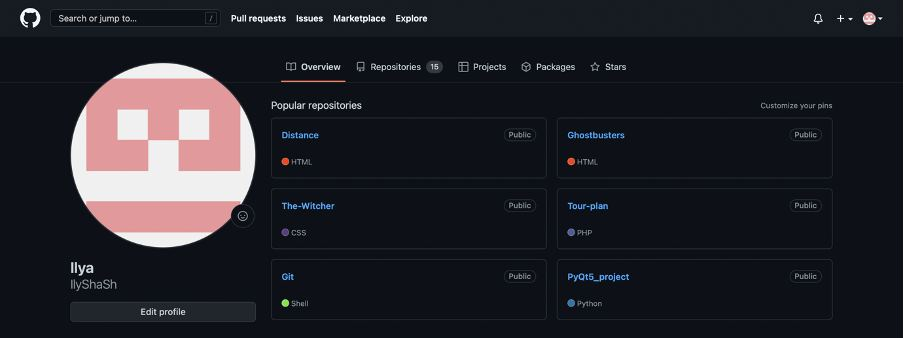 Search or jump to... /
Pull requests Issues Marketplace Explore
Overview Repositories 15 Projects Packages Stars
Popular repositories
Customize your pins
Distance Public
HTML
Ghostbusters Public
HTML
The-Witcher Public
CSS
Tour-plan Public
PHP
Git Public
Shell
PyQt5_project Public
Python
Ilya
IlyShaSh
Edit profile